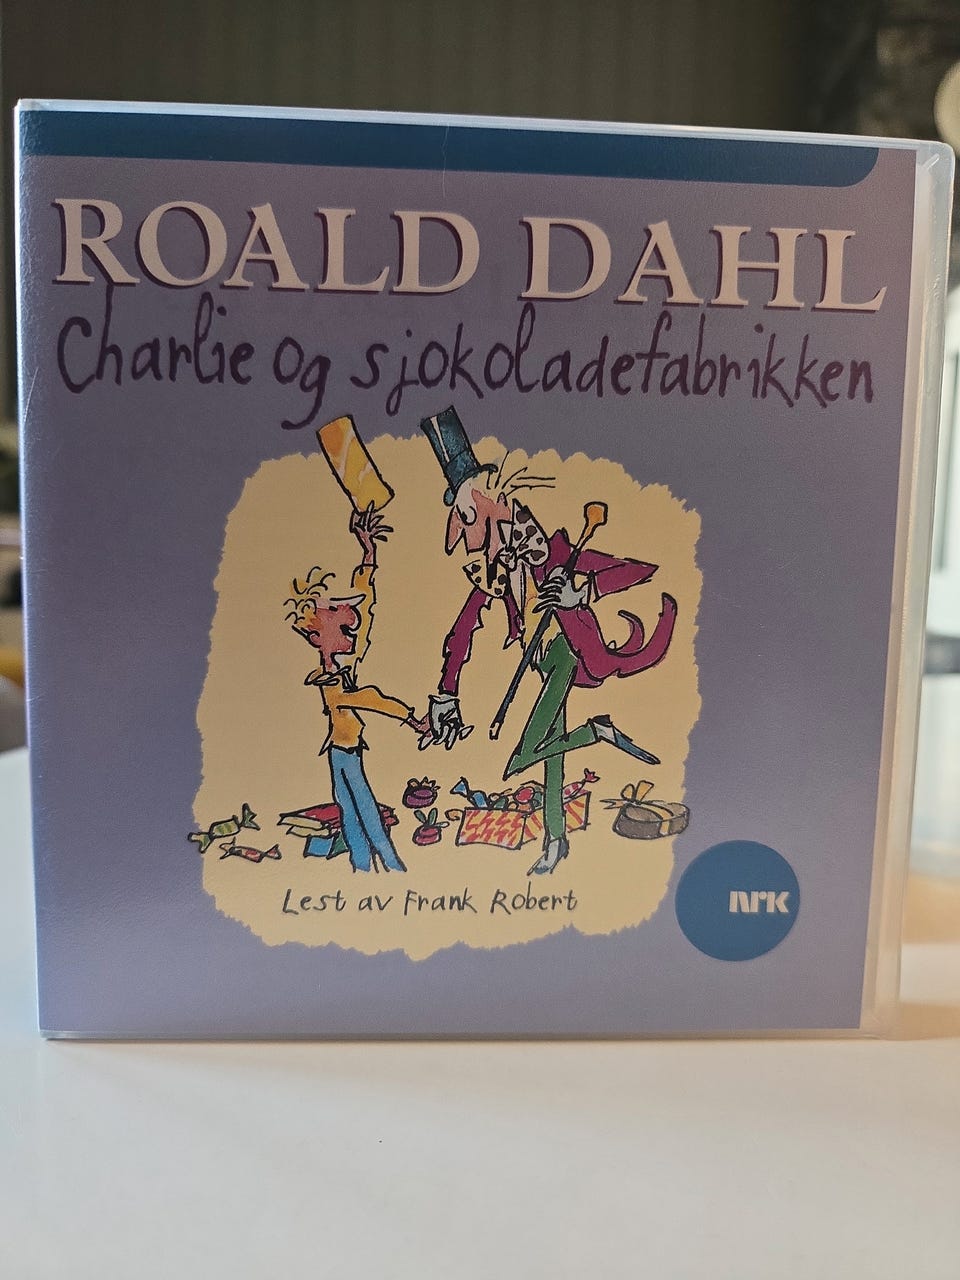 ROALD DAHL
Charlie og sjokoladefabrikken
Lest av Frank Robert
NRK